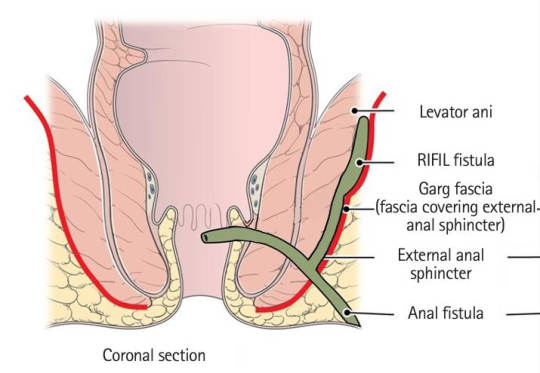 Levator ani
RIFIL fistula
Garg fascia
(fascia covering external-
anal sphincter)
External anal
sphincter
Anal fistula
Coronal section